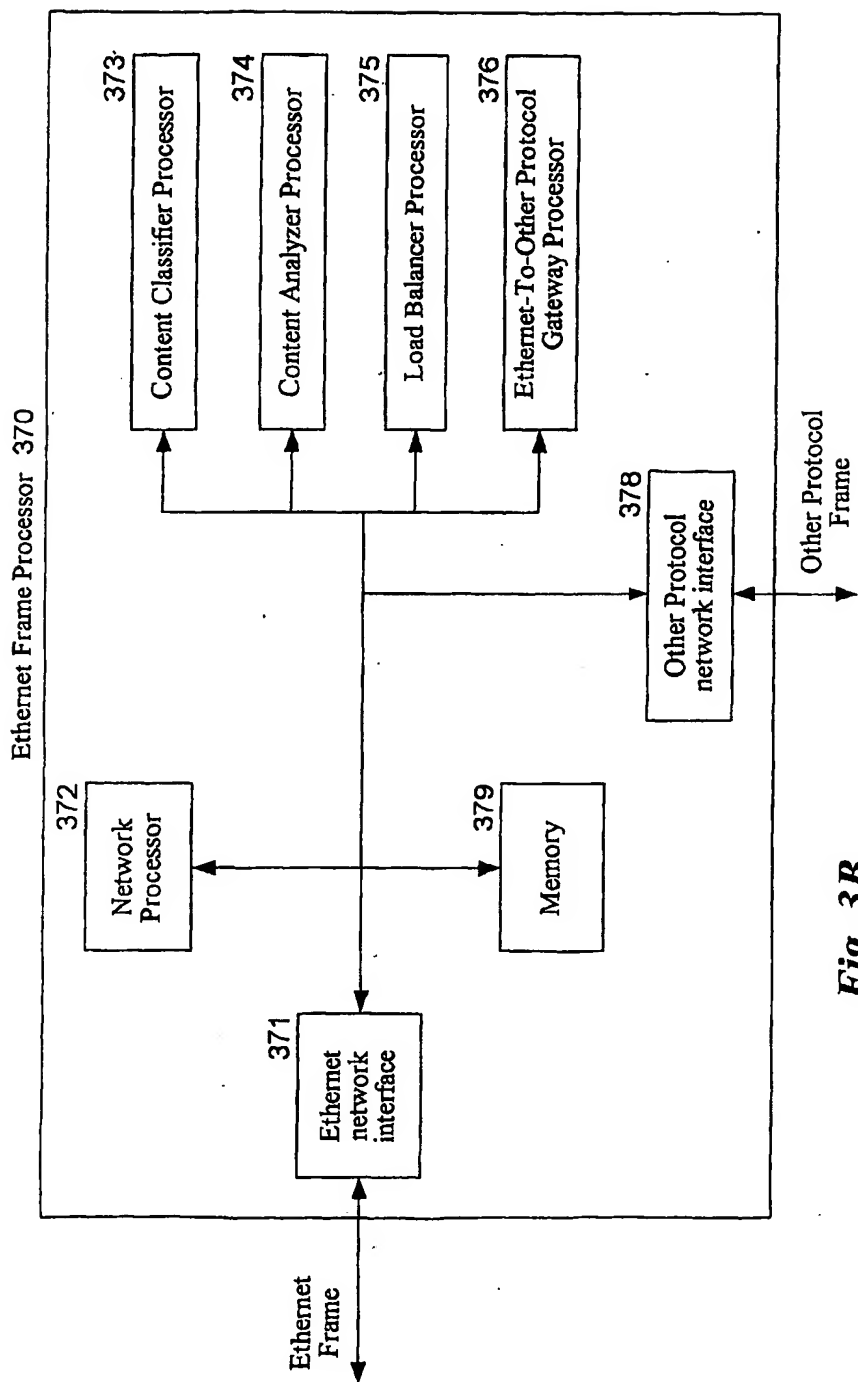 Ethernet Frame Processor 370
372
Network
Processor
373
Content Classifier Processor
374
Content Analyzer Processor
375
Load Balancer Processor
376
Ethernet-To-Other Protocol
Gateway Processor
371
Ethernet
network
interface
Ethernet
Frame
379
Memory
378
Other Protocol
network interface
Other Protocol
Frame
Fig. 3B